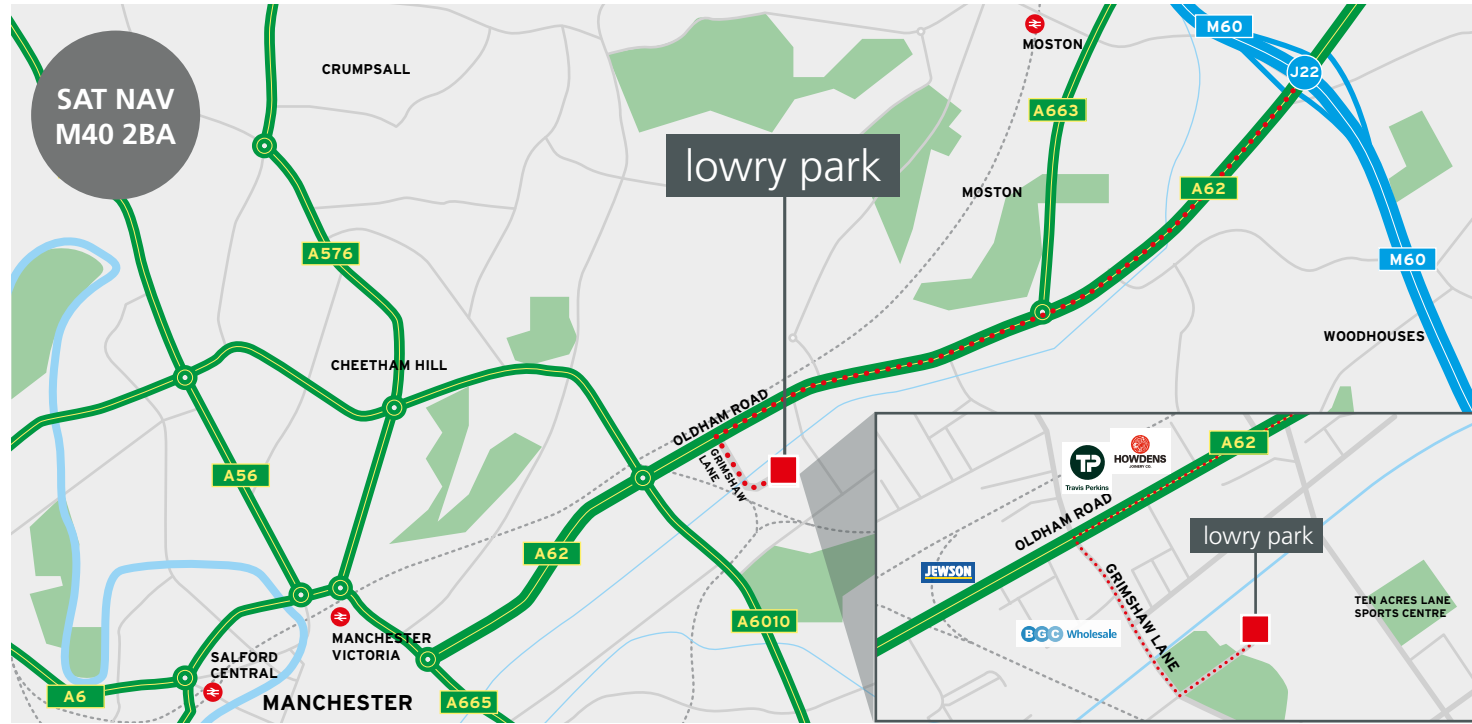 SAT NAV
M40 2BA
CRUMPSALL
MOSTON
M60
J22
A663
lowry park
MOSTON
A62
A576
M60
WOODHOUSES
CHEETHAM HILL
OLDHAM ROAD
GRIMSHAW
LANE
A56
A62
A6010
MANCHESTER
VICTORIA
SALFORD
CENTRAL
A6
MANCHESTER
A665
TP
Travis Perkins
HOWDENS
JOINERY CO.
A62
OLDHAM ROAD
lowry park
JEWSON
GRIMSHAW LANE
BGC Wholesale
TEN ACRES LANE
SPORTS CENTRE